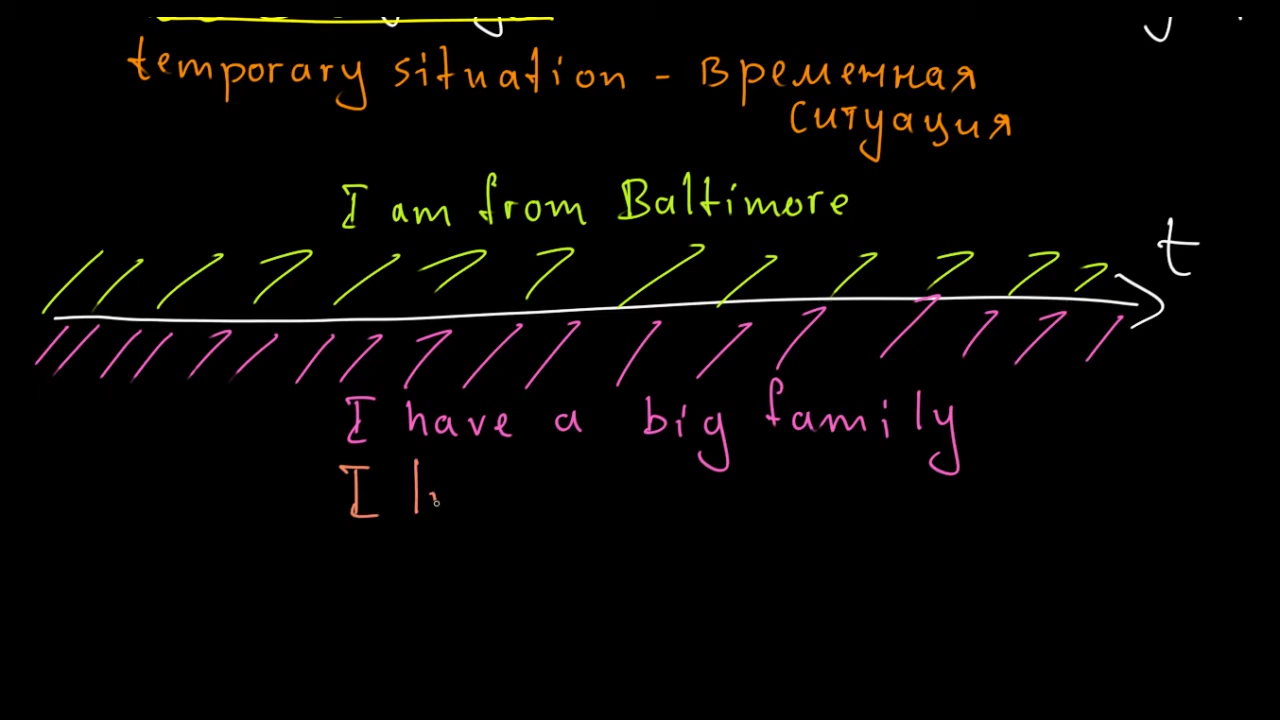 temporary situation - временная
ситуация
I am from Baltimore
t
I have a big family
I